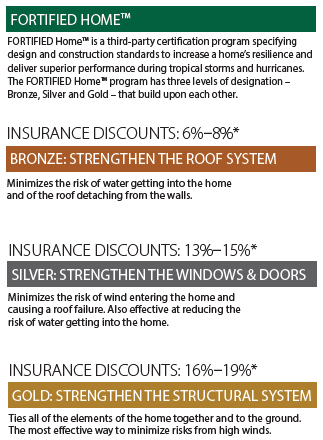 FORTIFIED HOME™
FORTIFIED Home™ is a third-party certification program specifying
design and construction standards to increase a home's resilience and
deliver superior performance during tropical storms and hurricanes.
The FORTIFIED Home™ program has three levels of designation –
Bronze, Silver and Gold – that build upon each other.
INSURANCE DISCOUNTS: 6%–8%*
BRONZE: STRENGTHEN THE ROOF SYSTEM
Minimizes the risk of water getting into the home
and of the roof detaching from the walls.
INSURANCE DISCOUNTS: 13%–15%*
SILVER: STRENGTHEN THE WINDOWS & DOORS
Minimizes the risk of wind entering the home and
causing a roof failure. Also effective at reducing the
risk of water getting into the home.
INSURANCE DISCOUNTS: 16%–19%*
GOLD: STRENGTHEN THE STRUCTURAL SYSTEM
Ties all of the elements of the home together and to the ground.
The most effective way to minimize risks from high winds.